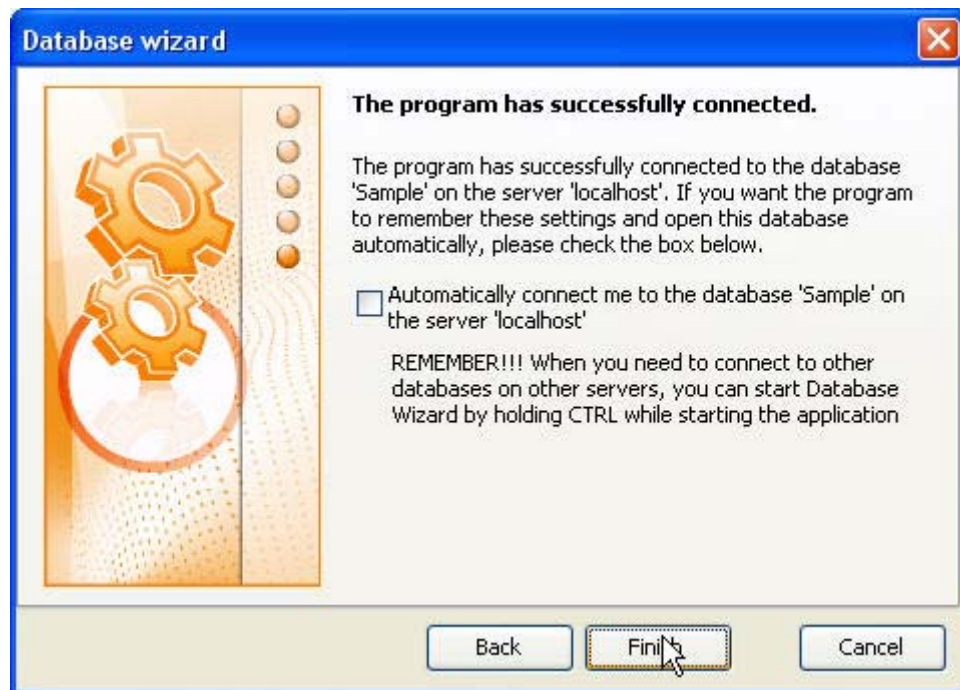 Database wizard
The program has successfully connected.
The program has successfully connected to the database
'Sample' on the server 'localhost'. If you want the program
to remember these settings and open this database
automatically, please check the box below.
Automatically connect me to the database 'Sample' on
the server 'localhost'
REMEMBER!!! When you need to connect to other
databases on other servers, you can start Database
Wizard by holding CTRL while starting the application
Back
Finish
Cancel